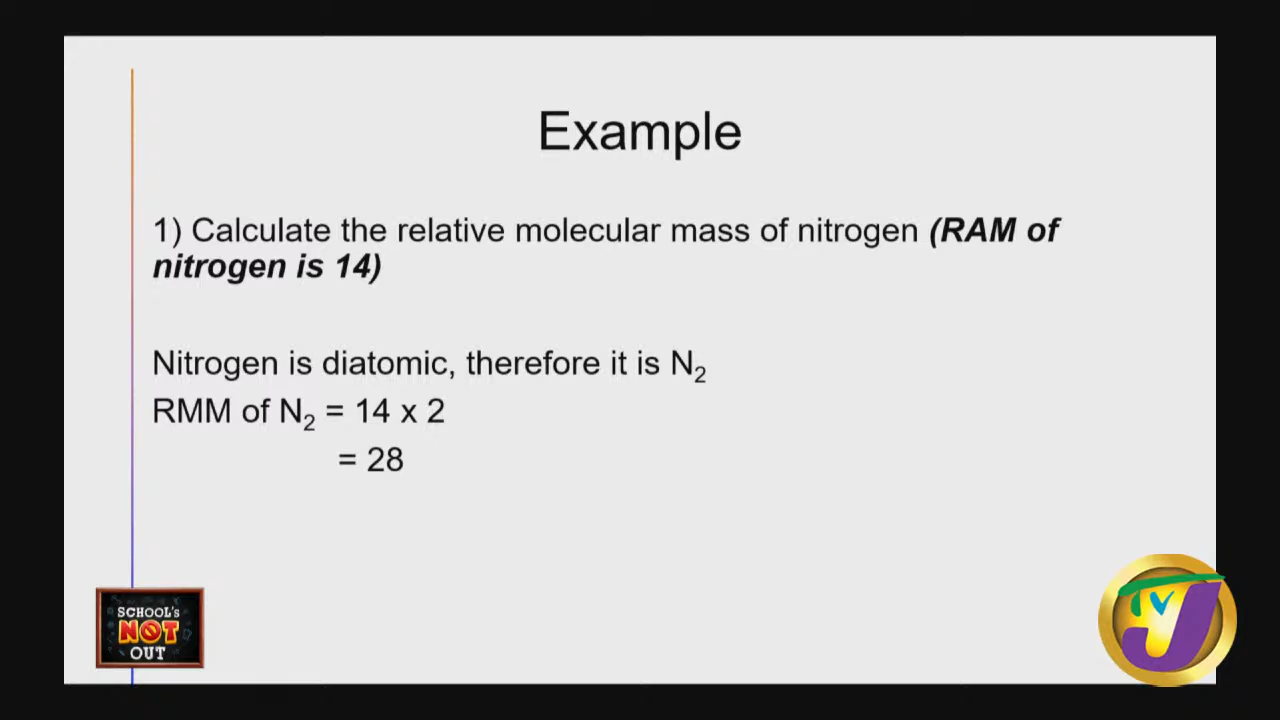 Example
1) Calculate the relative molecular mass of nitrogen (RAM of
nitrogen is 14)
Nitrogen is diatomic, therefore it is N₂
RMM of N₂ = 14 x 2
= 28
SCHOOL's
NOT
OUT
TVJ